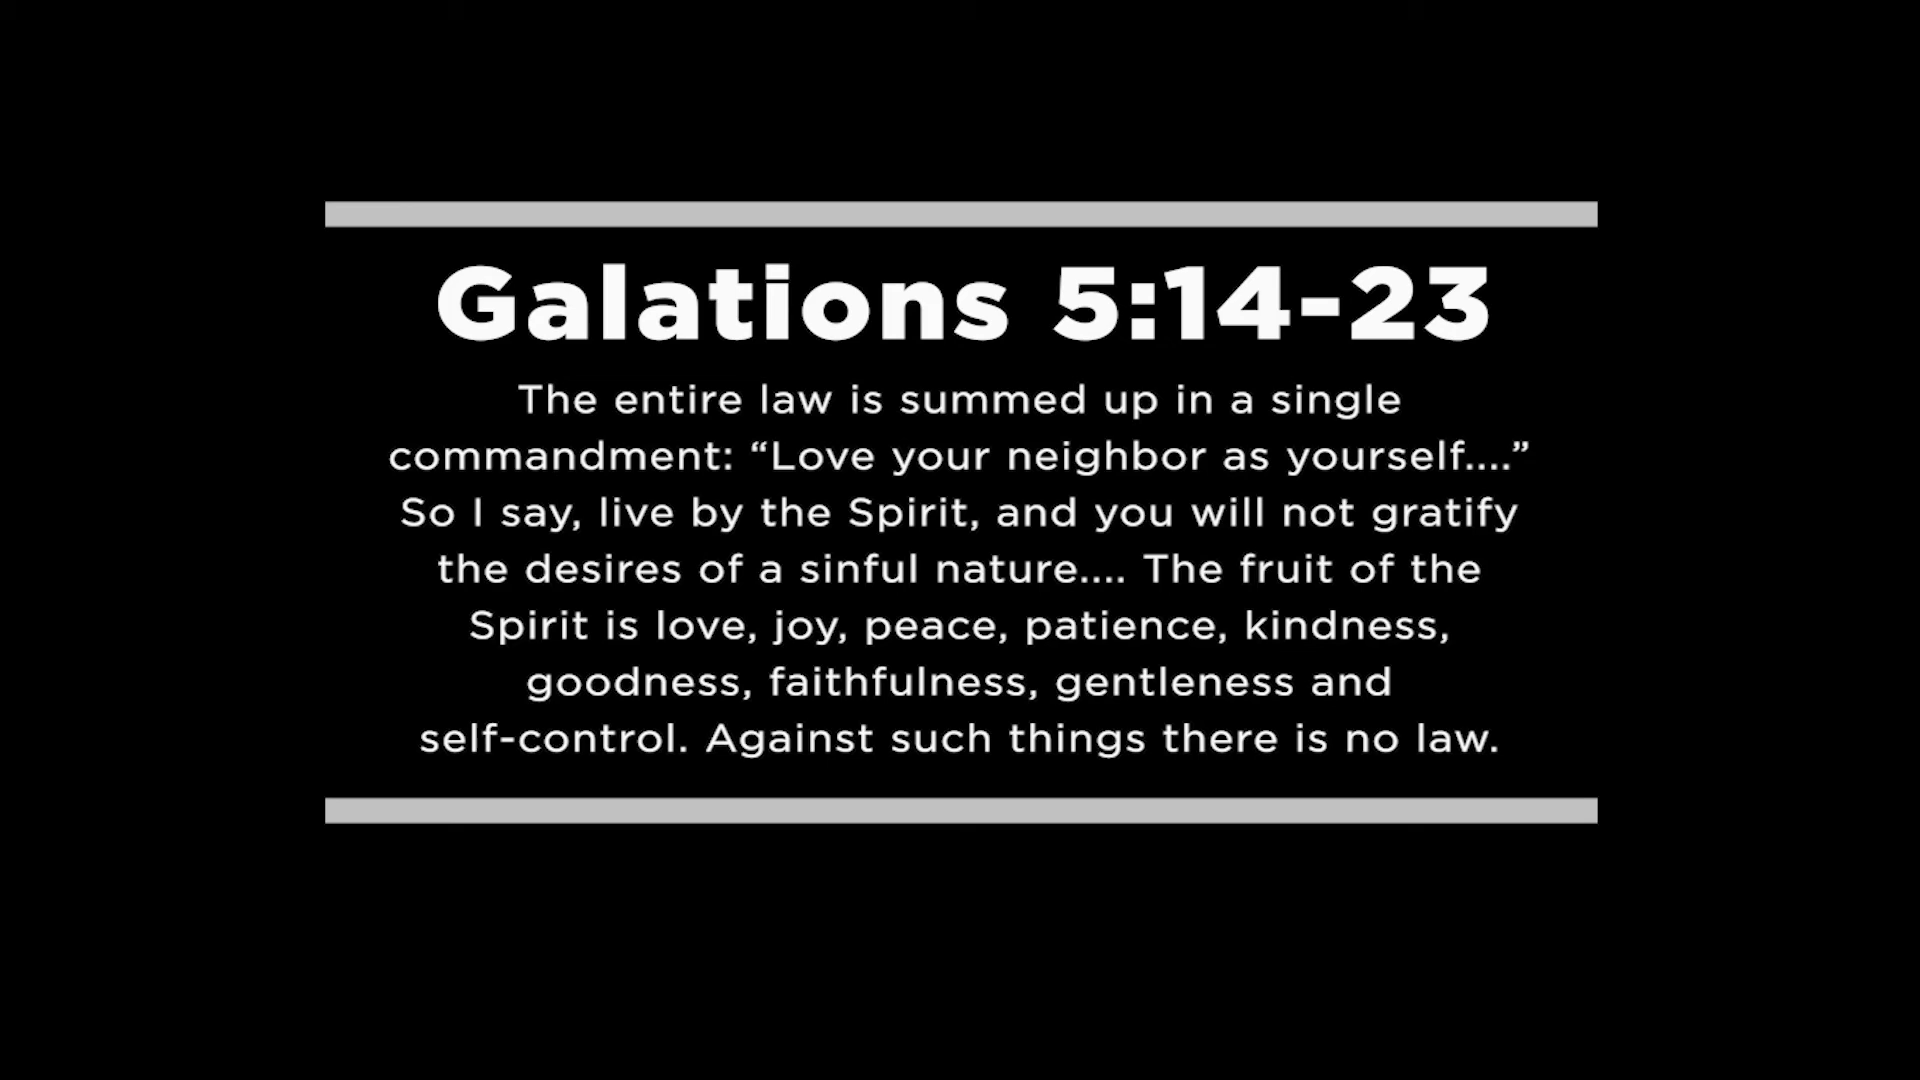 Galations 5:14-23
The entire law is summed up in a single
commandment: “Love your neighbor as yourself....”
So I say, live by the Spirit, and you will not gratify
the desires of a sinful nature.... The fruit of the
Spirit is love, joy, peace, patience, kindness,
goodness, faithfulness, gentleness and
self-control. Against such things there is no law.